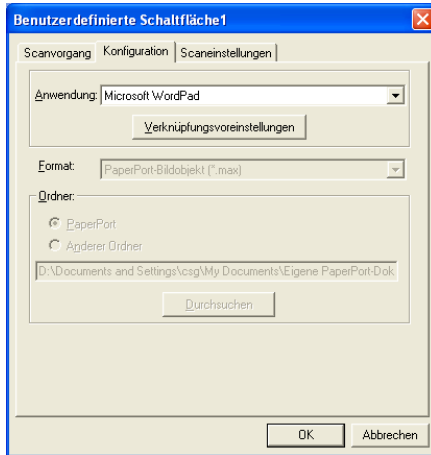 Benutzerdefinierte Schaltfläche1
Scanvorgang Konfiguration Scaneinstellungen
Anwendung: Microsoft WordPad
Verknüpfungsvoreinstellungen
Format: PaperPort-Bildobjekt (*.max)
Ordner:
PaperPort
Anderer Ordner
D:\Documents and Settings\csg\My Documents\Eigene PaperPort-Dok
Durchsuchen
OK Abbrechen